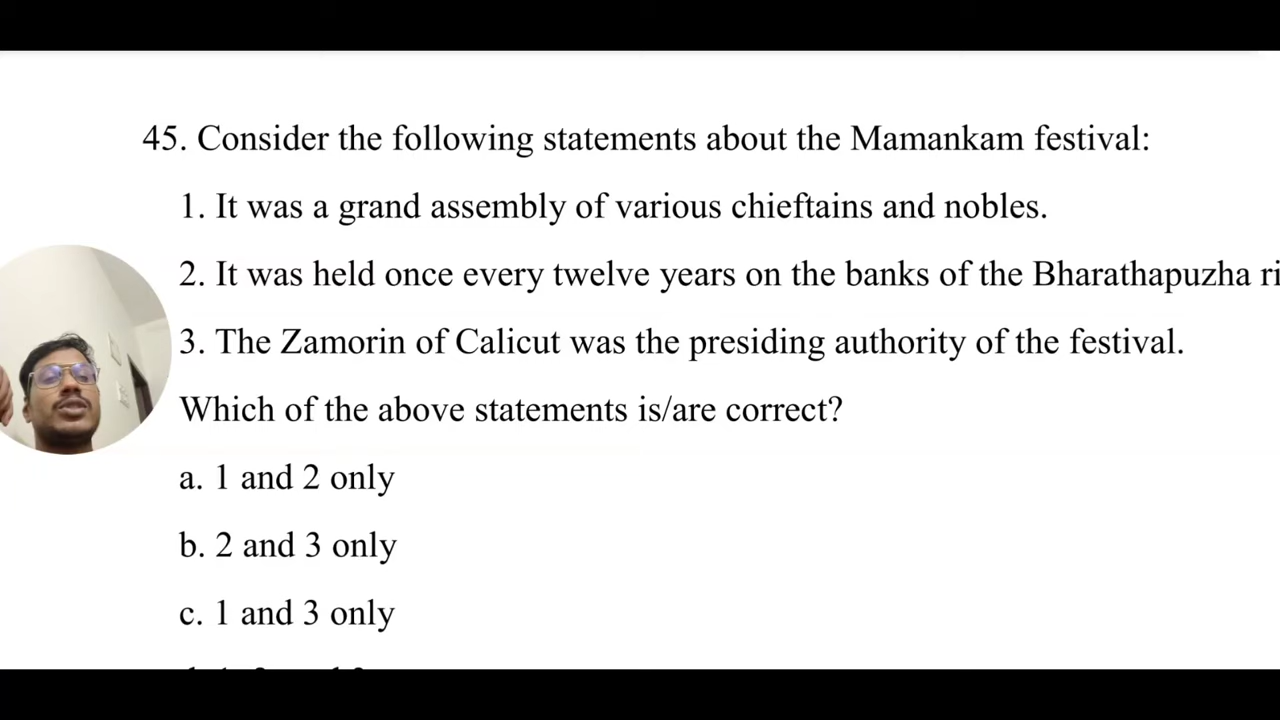 45. Consider the following statements about the Mamankam festival:
1. It was a grand assembly of various chieftains and nobles.
2. It was held once every twelve years on the banks of the Bharathapuzha ri
3. The Zamorin of Calicut was the presiding authority of the festival.
Which of the above statements is/are correct?
a. 1 and 2 only
b. 2 and 3 only
c. 1 and 3 only